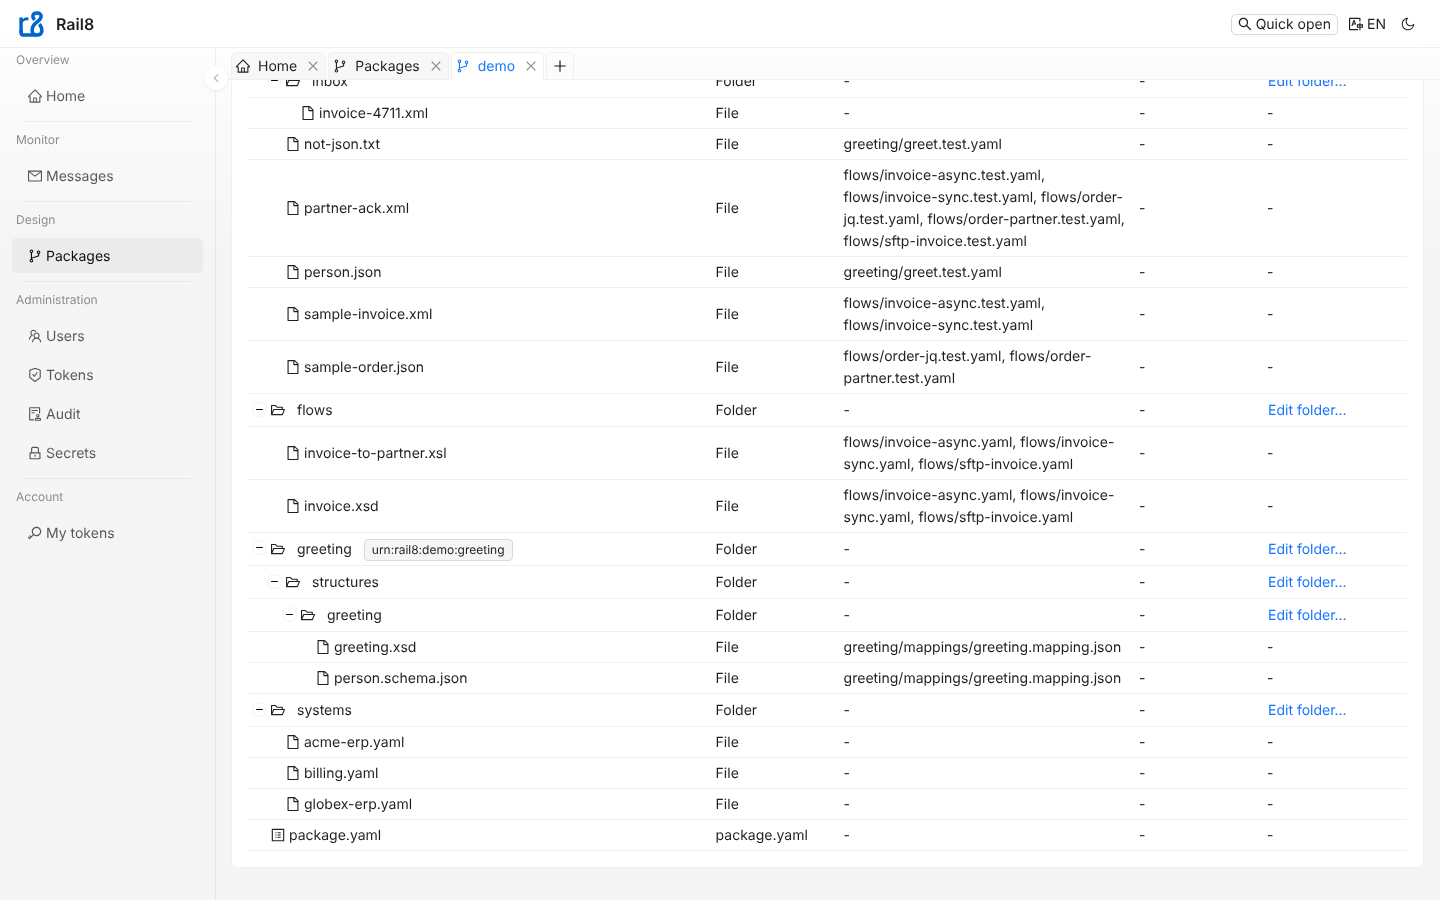 Rail8
Quick open
EN
Overview
Home
Monitor
Messages
Design
Packages
Administration
Users
Tokens
Audit
Secrets
Account
My tokens
Home
Packages
demo
inbox Folder - - Edit folder...
invoice-4711.xml File - - -
not-json.txt File greeting/greet.test.yaml - -
partner-ack.xml File flows/invoice-async.test.yaml,
flows/invoice-sync.test.yaml, flows/order-
jq.test.yaml, flows/order-partner.test.yaml,
flows/sftp-invoice.test.yaml - -
person.json File greeting/greet.test.yaml - -
sample-invoice.xml File flows/invoice-async.test.yaml,
flows/invoice-sync.test.yaml - -
sample-order.json File flows/order-jq.test.yaml, flows/order-
partner.test.yaml - -
flows Folder - - Edit folder...
invoice-to-partner.xsl File flows/invoice-async.yaml, flows/invoice-
sync.yaml, flows/sftp-invoice.yaml - -
invoice.xsd File flows/invoice-async.yaml, flows/invoice-
sync.yaml, flows/sftp-invoice.yaml - -
greeting urn:rail8:demo:greeting Folder - - Edit folder...
structures Folder - - Edit folder...
greeting Folder - - Edit folder...
greeting.xsd File greeting/mappings/greeting.mapping.json - -
person.schema.json File greeting/mappings/greeting.mapping.json - -
systems Folder - - Edit folder...
acme-erp.yaml File - - -
billing.yaml File - - -
globex-erp.yaml File - - -
package.yaml package.yaml - - -